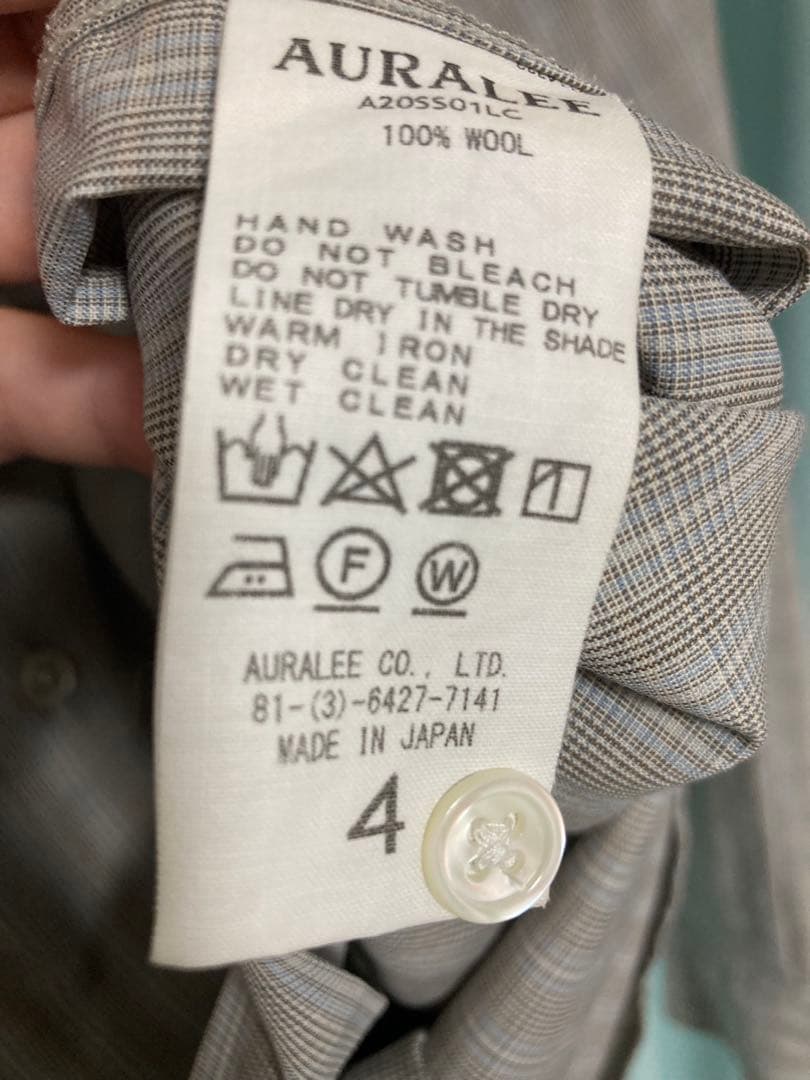 AURALEE
A20SS01LC
100% WOOL
HAND WASH
DO NOT BLEACH
DO NOT TUMBLE DRY
LINE DRY IN THE SHADE
WARM IRON
DRY CLEAN
WET CLEAN
F W
AURALEE CO., LTD.
81-(3)-6427-7141
MADE IN JAPAN
4